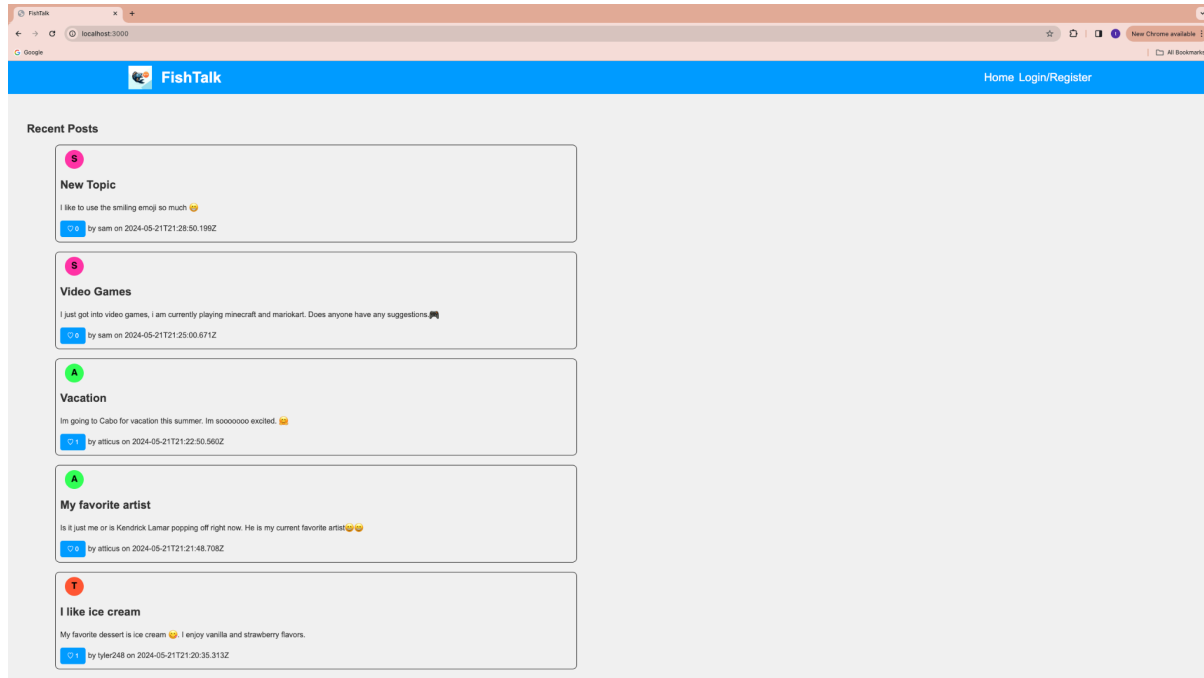 FishTalk
localhost:3000
New Chrome available
G Google
All Bookmarks
FishTalk
Home Login/Register
Recent Posts
S
New Topic
I like to use the smiling emoji so much 😄
♡ 0 by sam on 2024-05-21T21:28:50.199Z
S
Video Games
I just got into video games, i am currently playing minecraft and mariokart. Does anyone have any suggestions.🎮
♡ 0 by sam on 2024-05-21T21:25:00.671Z
A
Vacation
Im going to Cabo for vacation this summer. Im sooooooo excited. 🤗
♡ 1 by atticus on 2024-05-21T21:22:50.560Z
A
My favorite artist
Is it just me or is Kendrick Lamar popping off right now. He is my current favorite artist😄😄
♡ 0 by atticus on 2024-05-21T21:21:48.708Z
T
I like ice cream
My favorite dessert is ice cream 😋. I enjoy vanilla and strawberry flavors.
♡ 1 by tyler248 on 2024-05-21T21:20:35.313Z